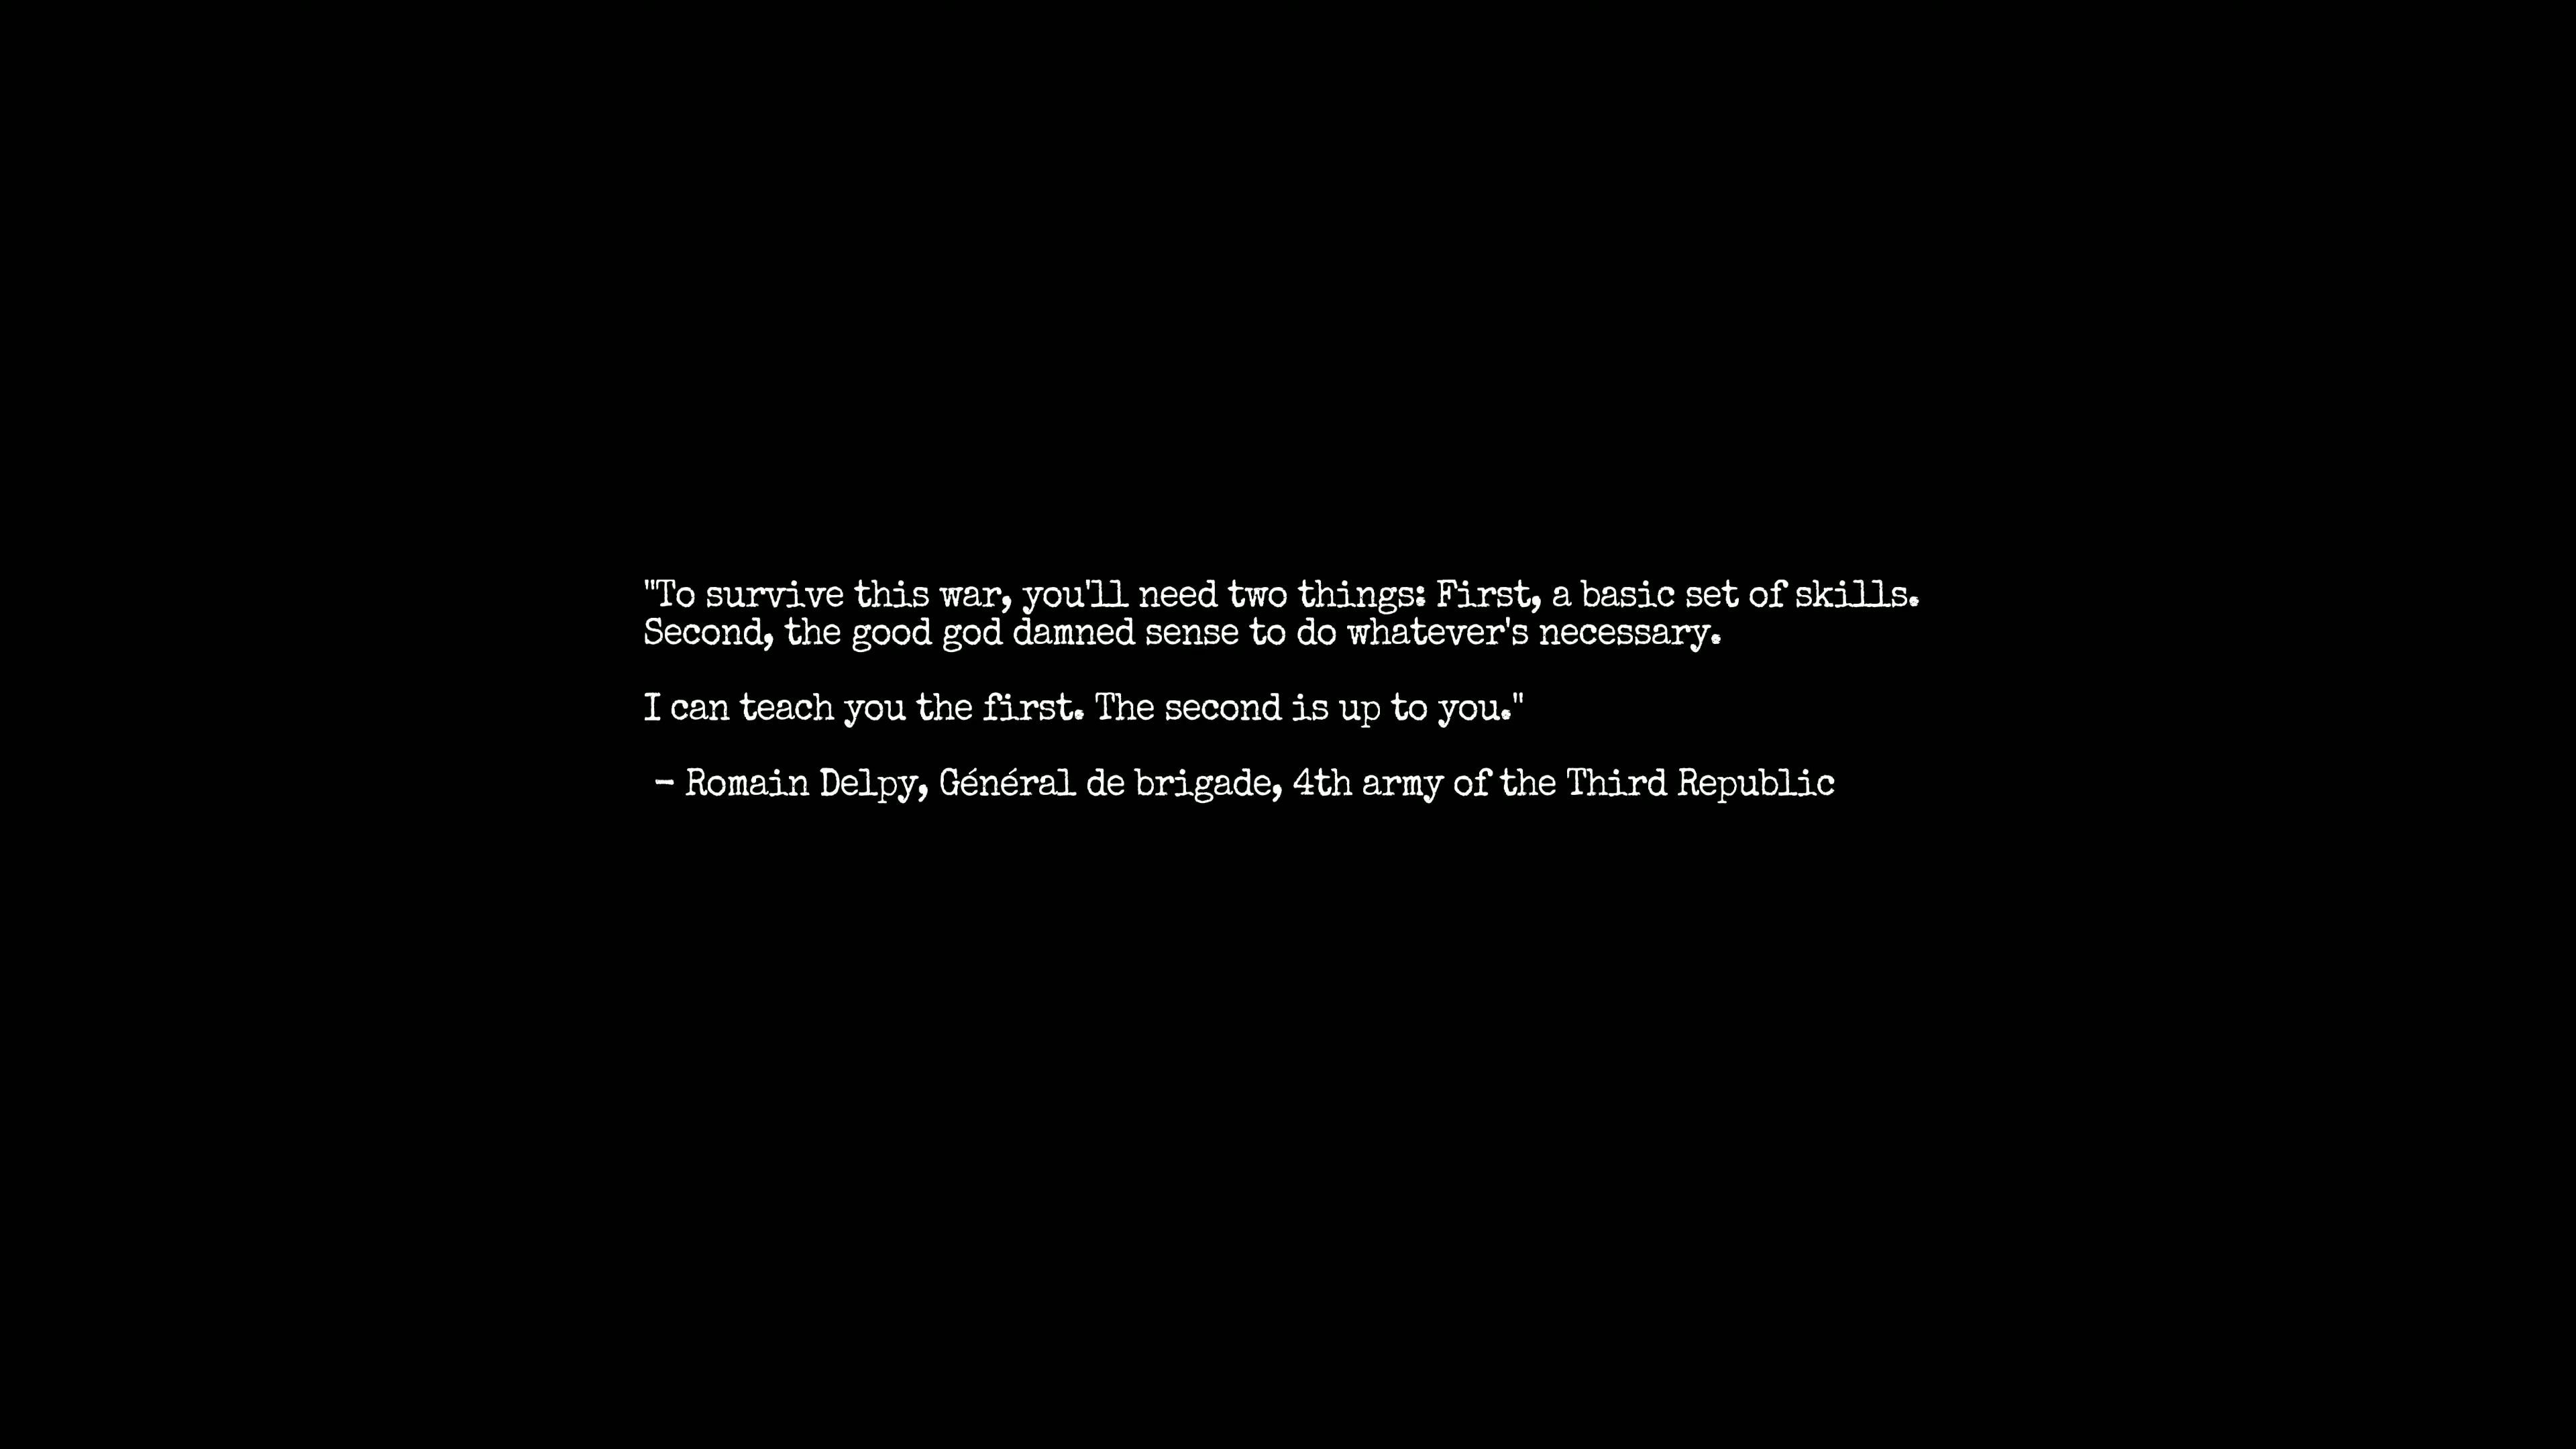 "To survive this war, you'll need two things: First, a basic set of skills.
Second, the good god damned sense to do whatever's necessary.
I can teach you the first. The second is up to you."
– Romain Delpy, Général de brigade, 4th army of the Third Republic